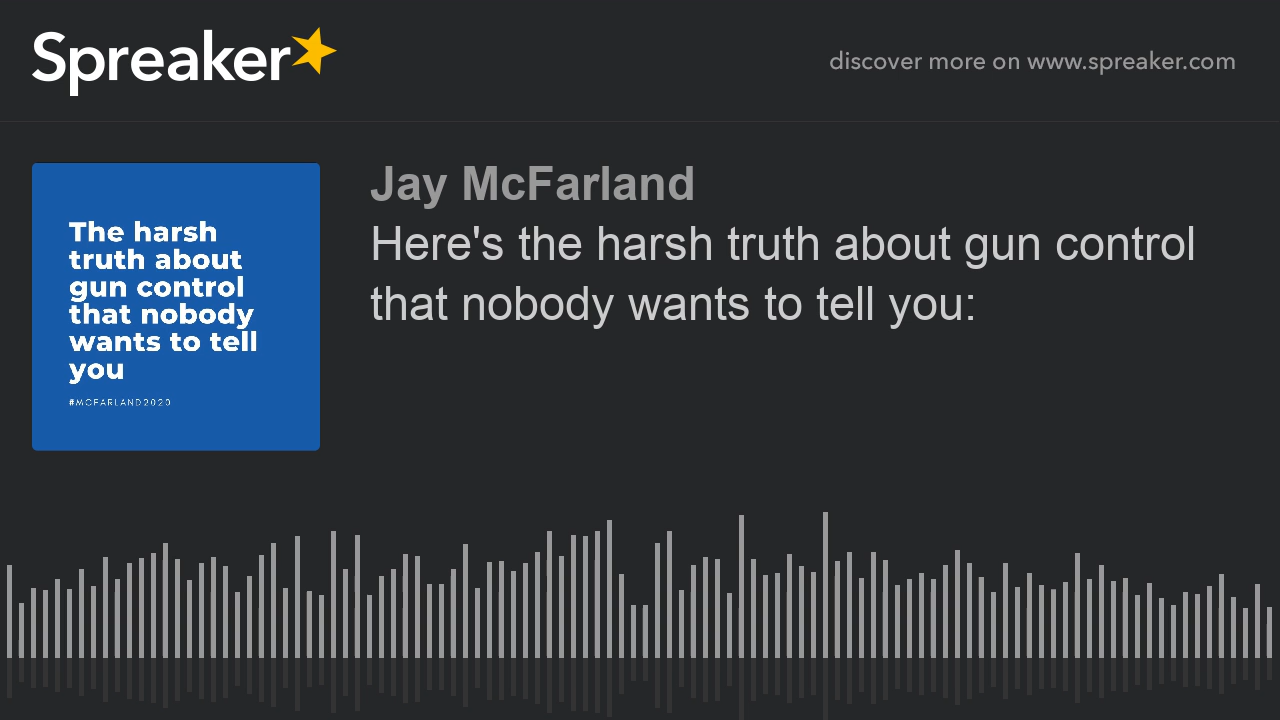 Spreaker
discover more on www.spreaker.com
The harsh
truth about
gun control
that nobody
wants to tell
you
#MCFARLAND2020
Jay McFarland
Here's the harsh truth about gun control
that nobody wants to tell you: